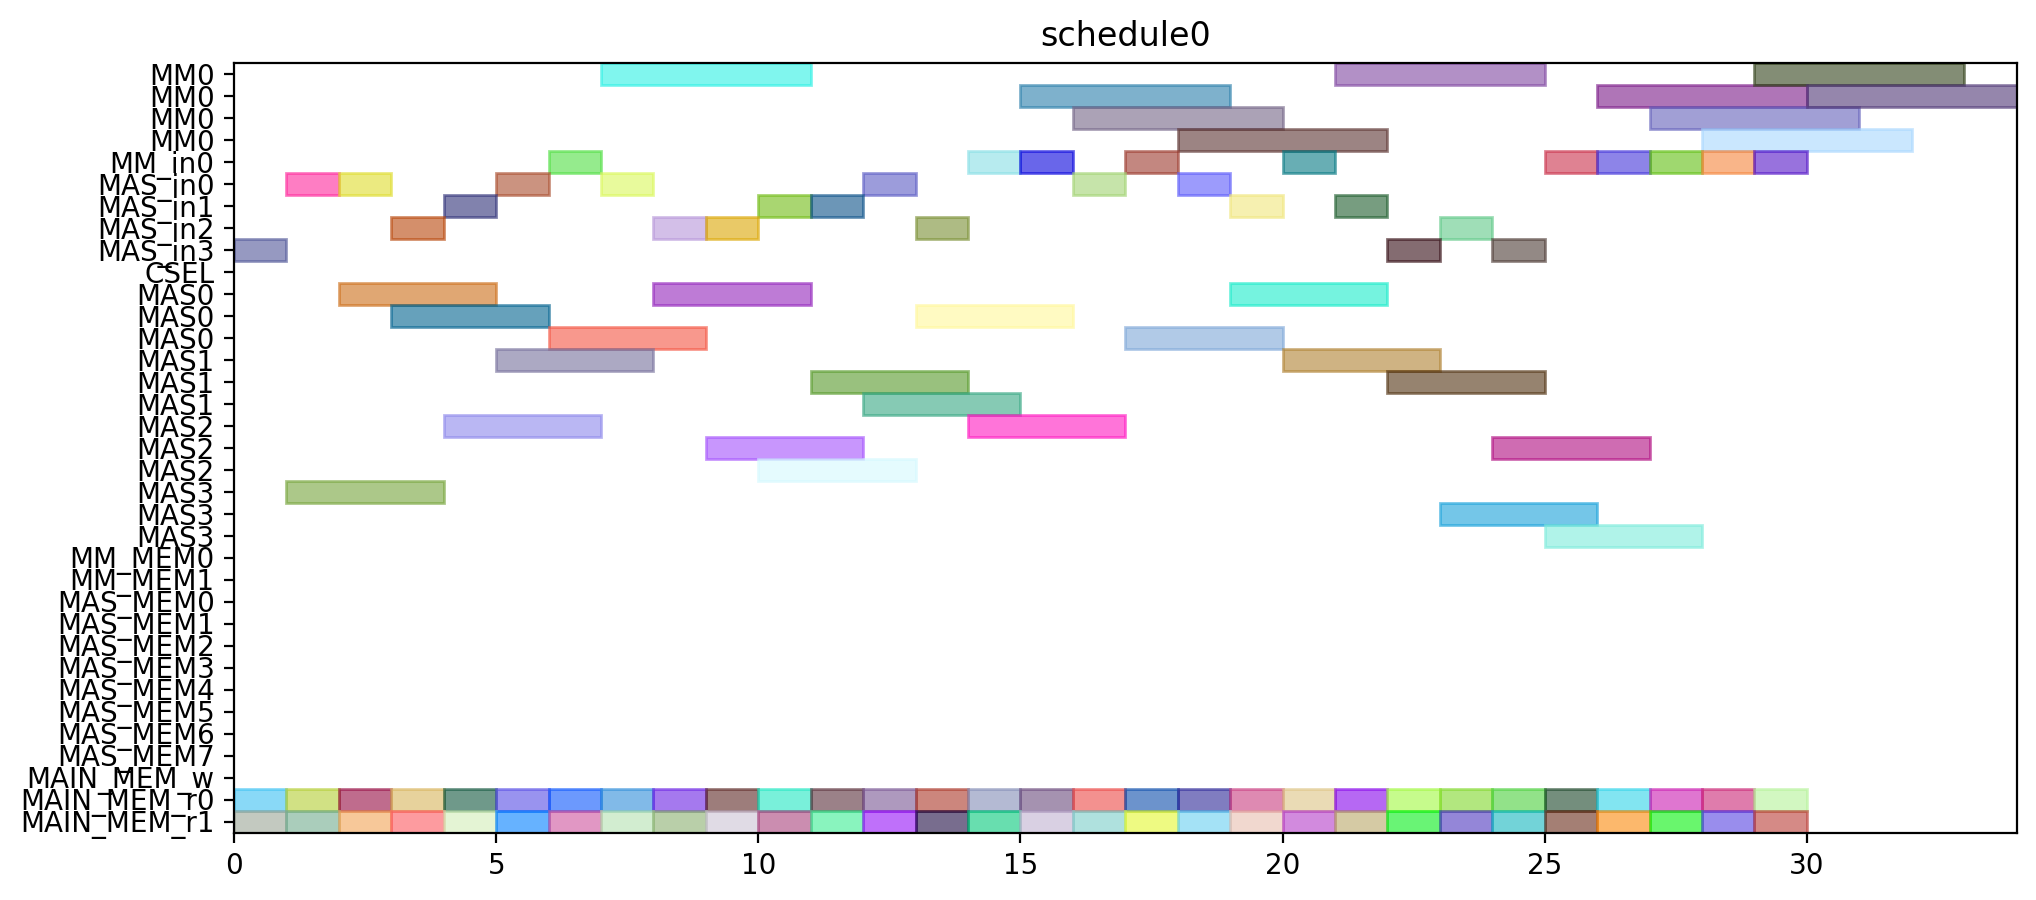 schedule0
MM0
MM0
MM0
MM0
MM_in0
MAS_in0
MAS_in1
MAS_in2
MAS_in3
CSEL
MAS0
MAS0
MAS0
MAS1
MAS1
MAS1
MAS2
MAS2
MAS2
MAS3
MAS3
MAS3
MM_MEM0
MM_MEM1
MAS_MEM0
MAS_MEM1
MAS_MEM2
MAS_MEM3
MAS_MEM4
MAS_MEM5
MAS_MEM6
MAS_MEM7
MAIN_MEM_w
MAIN_MEM_r0
MAIN_MEM_r1
0 5 10 15 20 25 30